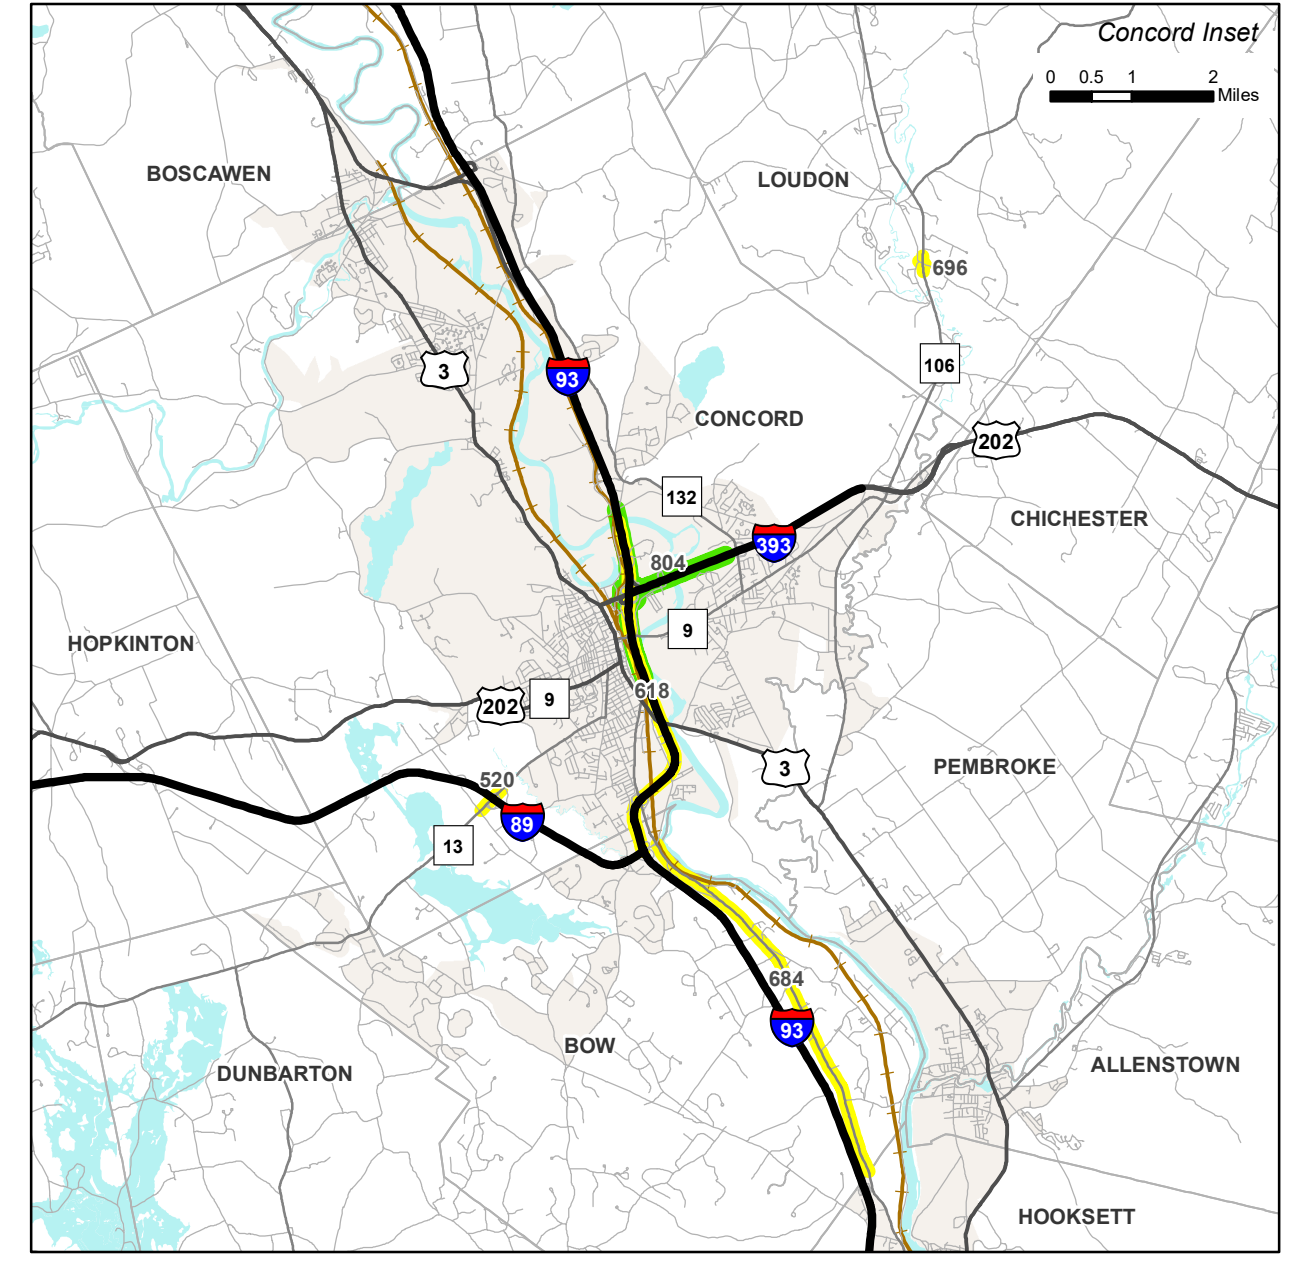 Concord Inset
0 0.5 1 2
Miles
BOSCAWEN
LOUDON
696
106
3
93
CONCORD
202
132
CHICHESTER
393
804
9
HOPKINTON
618
9
202
3
PEMBROKE
520
89
13
684
93
BOW
ALLENSTOWN
DUNBARTON
HOOKSETT